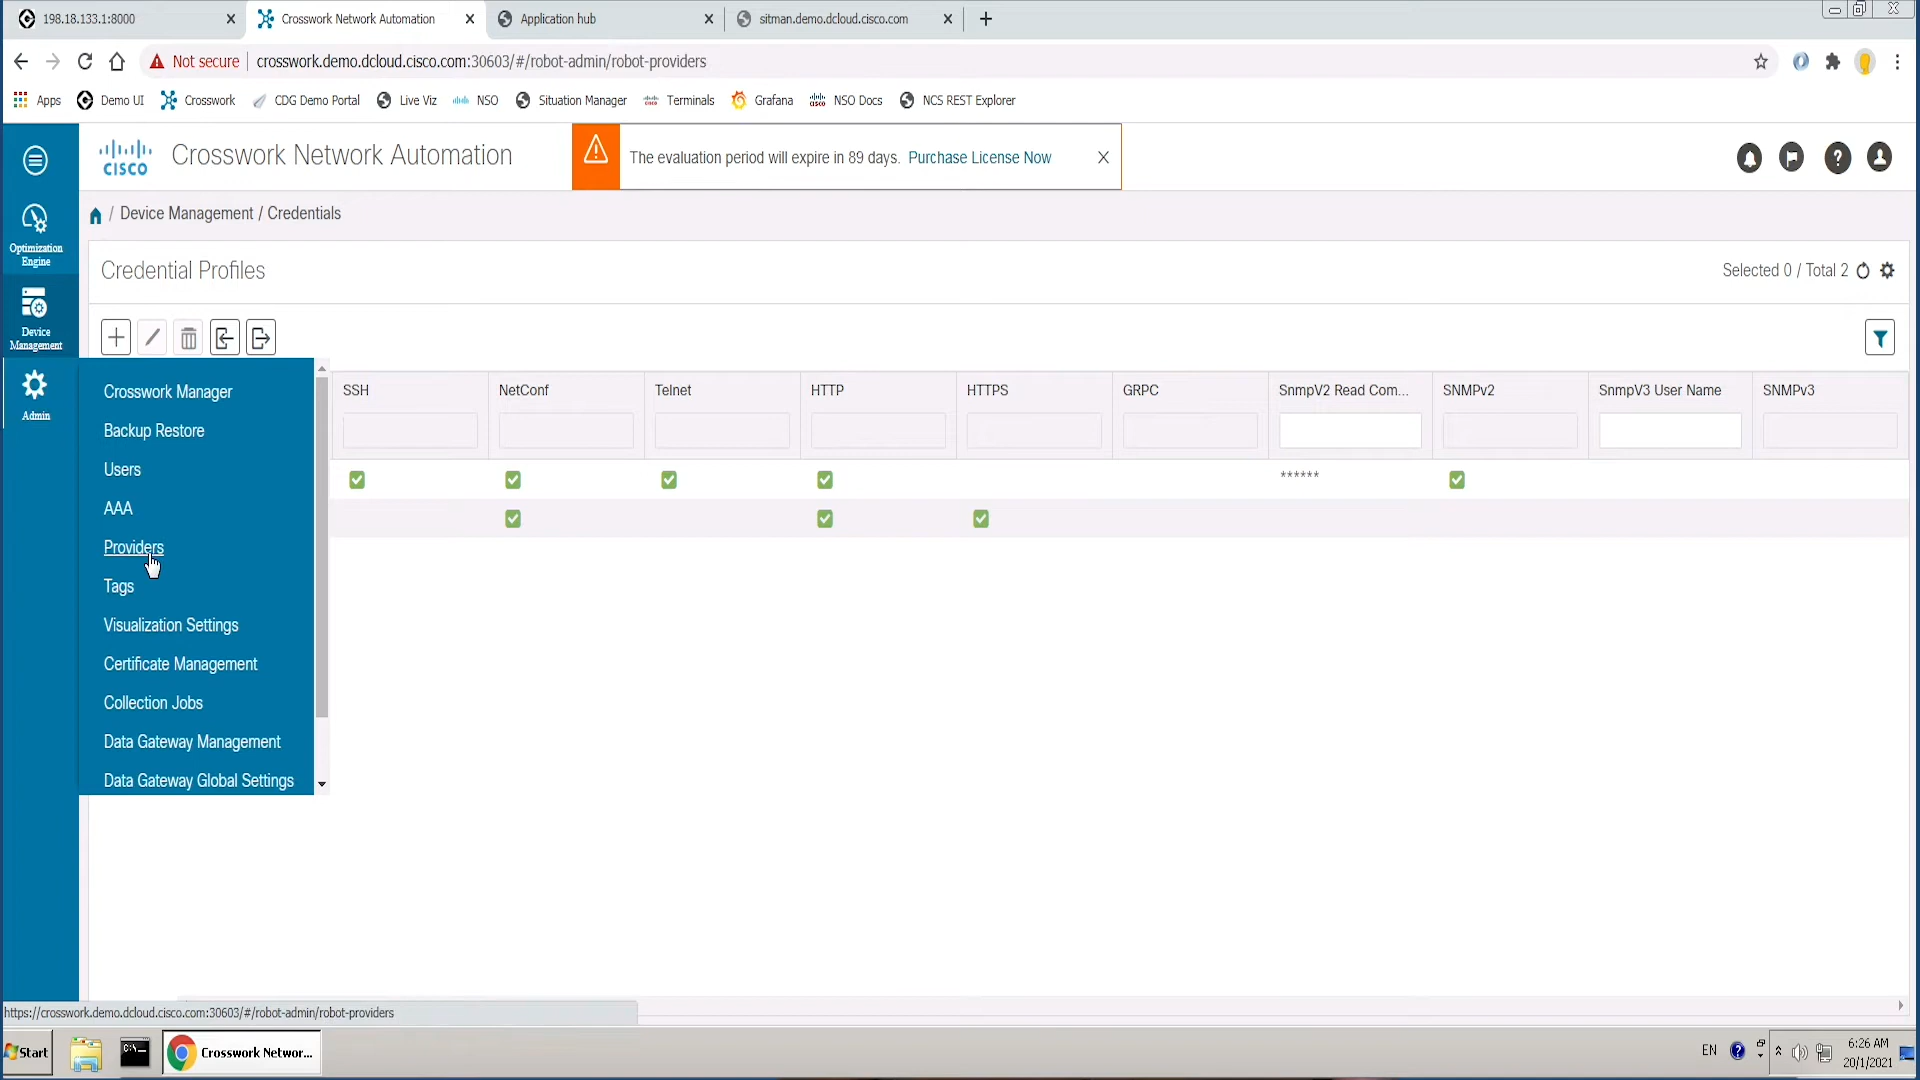 198.18.133.1:8000
Crosswork Network Automation
Application hub
sitman.demo.dcloud.cisco.com
Not secure
crosswork.demo.dcloud.cisco.com:30603/#/robot-admin/robot-providers
Apps
Demo UI
Crosswork
CDG Demo Portal
Live Viz
NSO
Situation Manager
Terminals
Grafana
NSO Docs
NCS REST Explorer
CISCO
Crosswork Network Automation
The evaluation period will expire in 89 days. Purchase License Now
/ Device Management / Credentials
Optimization
Engine
Device
Management
Admin
Credential Profiles
Selected 0 / Total 2
Crosswork Manager
Backup Restore
Users
AAA
Providers
Tags
Visualization Settings
Certificate Management
Collection Jobs
Data Gateway Management
Data Gateway Global Settings
SSH
NetConf
Telnet
HTTP
HTTPS
GRPC
SnmpV2 Read Com...
SNMPv2
SnmpV3 User Name
SNMPv3
******
https://crosswork.demo.dcloud.cisco.com:30603/#/robot-admin/robot-providers
Start
Crosswork Networ...
EN
6:26 AM
20/1/2021